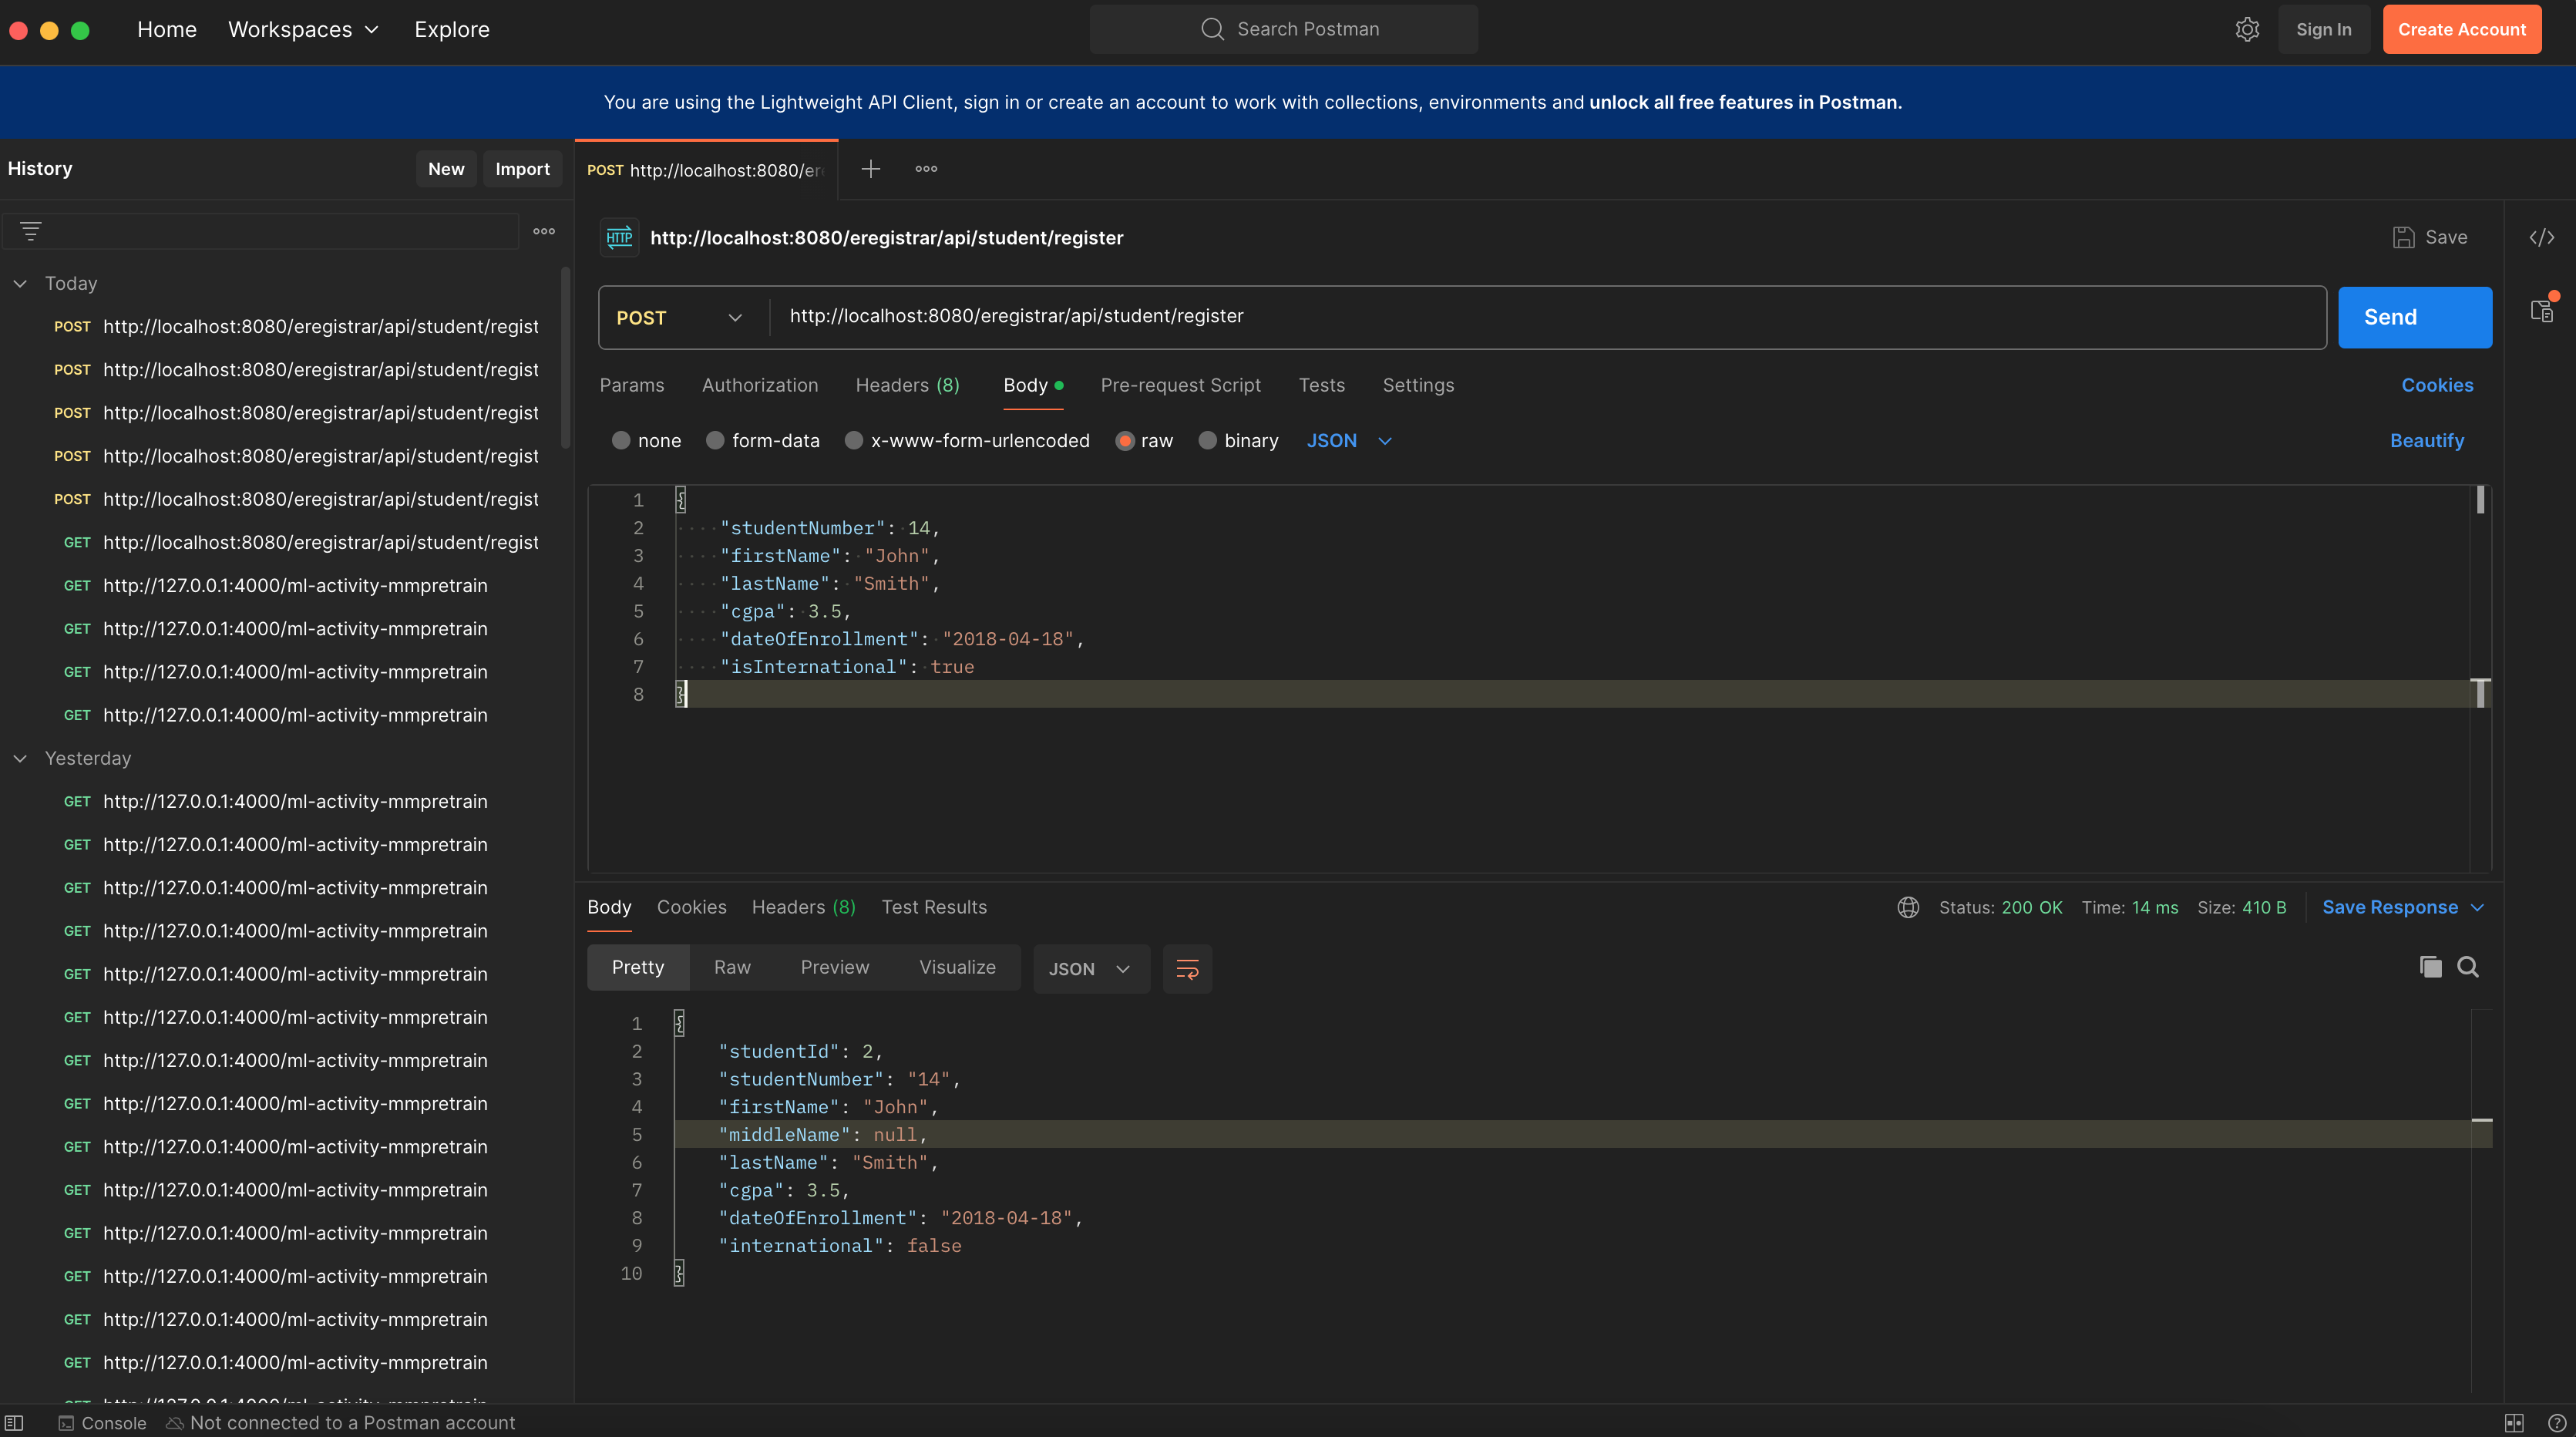 Home Workspaces Explore
Search Postman
Sign In Create Account
You are using the Lightweight API Client, sign in or create an account to work with collections, environments and unlock all free features in Postman.
History New Import
Today
POST http://localhost:8080/eregistrar/api/student/regist
POST http://localhost:8080/eregistrar/api/student/regist
POST http://localhost:8080/eregistrar/api/student/regist
POST http://localhost:8080/eregistrar/api/student/regist
POST http://localhost:8080/eregistrar/api/student/regist
GET http://localhost:8080/eregistrar/api/student/regist
GET http://127.0.0.1:4000/ml-activity-mmpretrain
GET http://127.0.0.1:4000/ml-activity-mmpretrain
GET http://127.0.0.1:4000/ml-activity-mmpretrain
GET http://127.0.0.1:4000/ml-activity-mmpretrain
Yesterday
GET http://127.0.0.1:4000/ml-activity-mmpretrain
GET http://127.0.0.1:4000/ml-activity-mmpretrain
GET http://127.0.0.1:4000/ml-activity-mmpretrain
GET http://127.0.0.1:4000/ml-activity-mmpretrain
GET http://127.0.0.1:4000/ml-activity-mmpretrain
GET http://127.0.0.1:4000/ml-activity-mmpretrain
GET http://127.0.0.1:4000/ml-activity-mmpretrain
GET http://127.0.0.1:4000/ml-activity-mmpretrain
GET http://127.0.0.1:4000/ml-activity-mmpretrain
GET http://127.0.0.1:4000/ml-activity-mmpretrain
GET http://127.0.0.1:4000/ml-activity-mmpretrain
GET http://127.0.0.1:4000/ml-activity-mmpretrain
GET http://127.0.0.1:4000/ml-activity-mmpretrain
GET http://127.0.0.1:4000/ml-activity-mmpretrain
POST http://localhost:8080/er
HTTP http://localhost:8080/eregistrar/api/student/register
Save
POST http://localhost:8080/eregistrar/api/student/register
Send
Params Authorization Headers (8) Body Pre-request Script Tests Settings Cookies
none form-data x-www-form-urlencoded raw binary JSON Beautify
1 {
2 "studentNumber": 14,
3 "firstName": "John",
4 "lastName": "Smith",
5 "cgpa": 3.5,
6 "dateOfEnrollment": "2018-04-18",
7 "isInternational": true
8 }
Body Cookies Headers (8) Test Results Status: 200 OK Time: 14 ms Size: 410 B Save Response
Pretty Raw Preview Visualize JSON
1 {
2 "studentId": 2,
3 "studentNumber": "14",
4 "firstName": "John",
5 "middleName": null,
6 "lastName": "Smith",
7 "cgpa": 3.5,
8 "dateOfEnrollment": "2018-04-18",
9 "international": false
10 }
Console Not connected to a Postman account